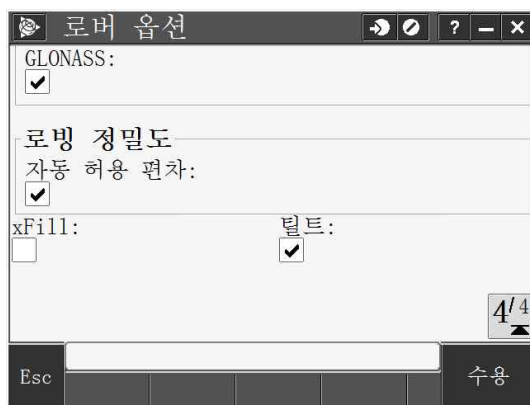 로버 옵션
? – ×
GLONASS:
로빙 정밀도
자동 허용 편차:
xFill: 틸트:
4/4
Esc 수용